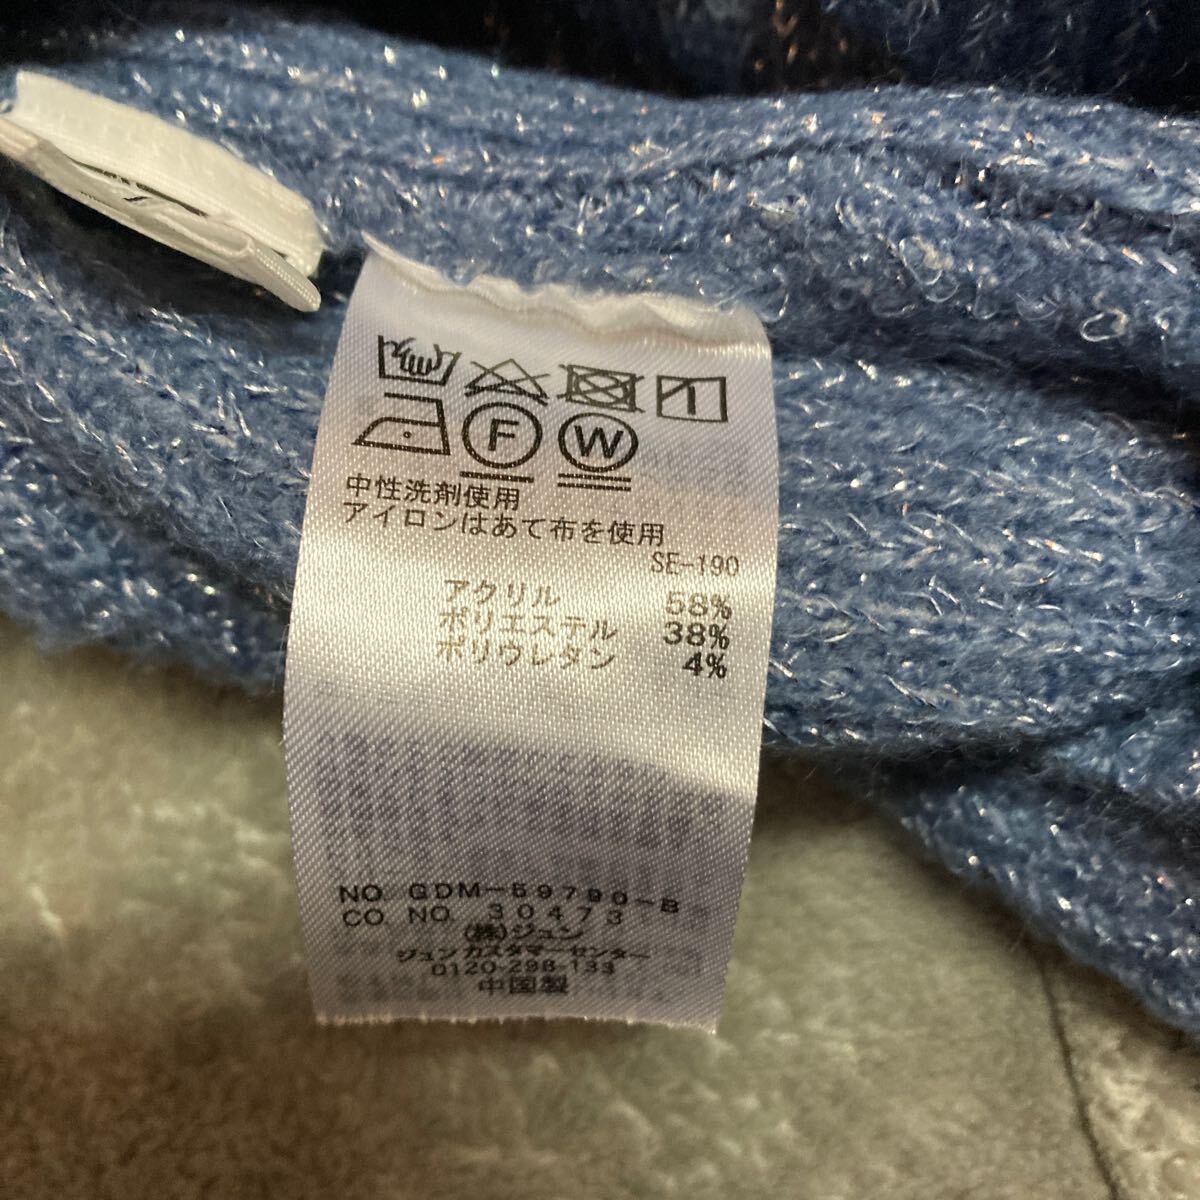 F W
中性洗剤使用
アイロンはあて布を使用
SE-190
アクリル 58%
ポリエステル 38%
ポリウレタン 4%
NO. GDM-59790-B
CO. NO. 30473
(株)ジュン
ジュンカスタマーセンター
0120-298-133
中国製